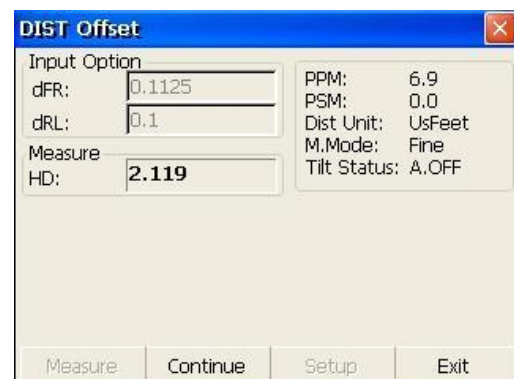 DIST Offset
Input Option
dFR: 0.1125
dRL: 0.1
Measure
HD: 2.119
PPM: 6.9
PSM: 0.0
Dist Unit: UsFeet
M.Mode: Fine
Tilt Status: A.OFF
Measure Continue Setup Exit